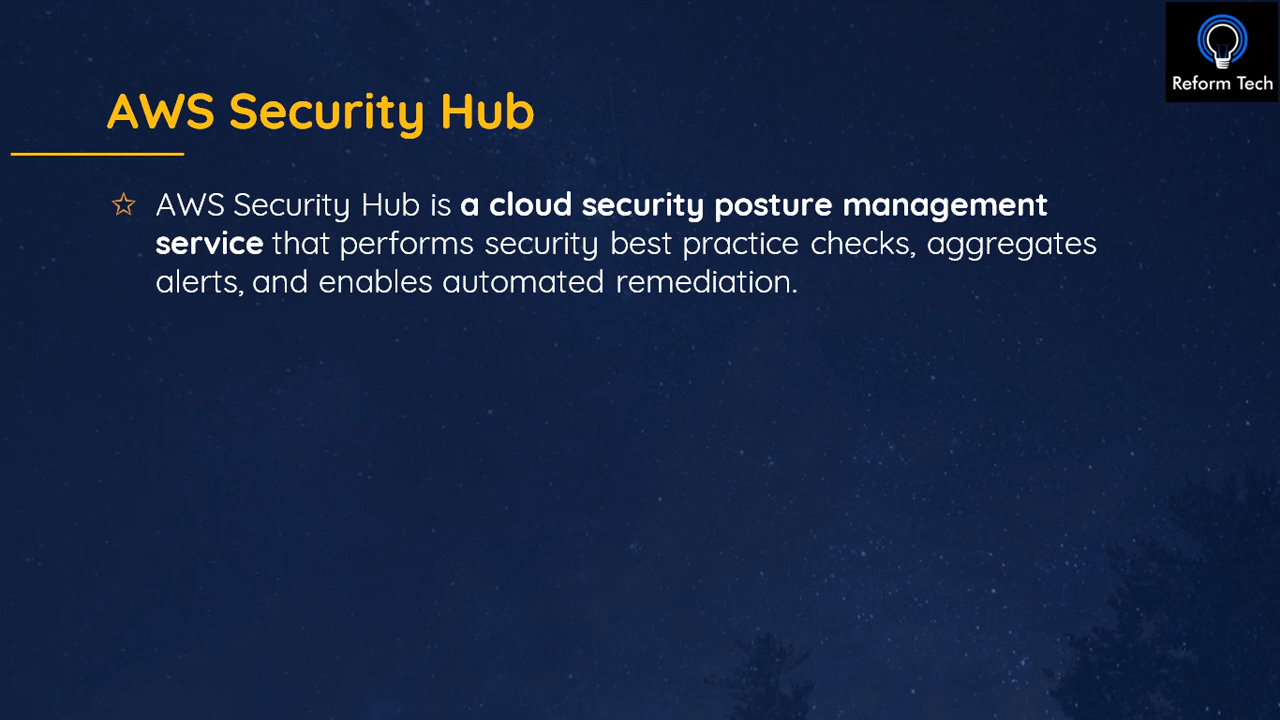 Reform Tech
AWS Security Hub
AWS Security Hub is a cloud security posture management
service that performs security best practice checks, aggregates
alerts, and enables automated remediation.